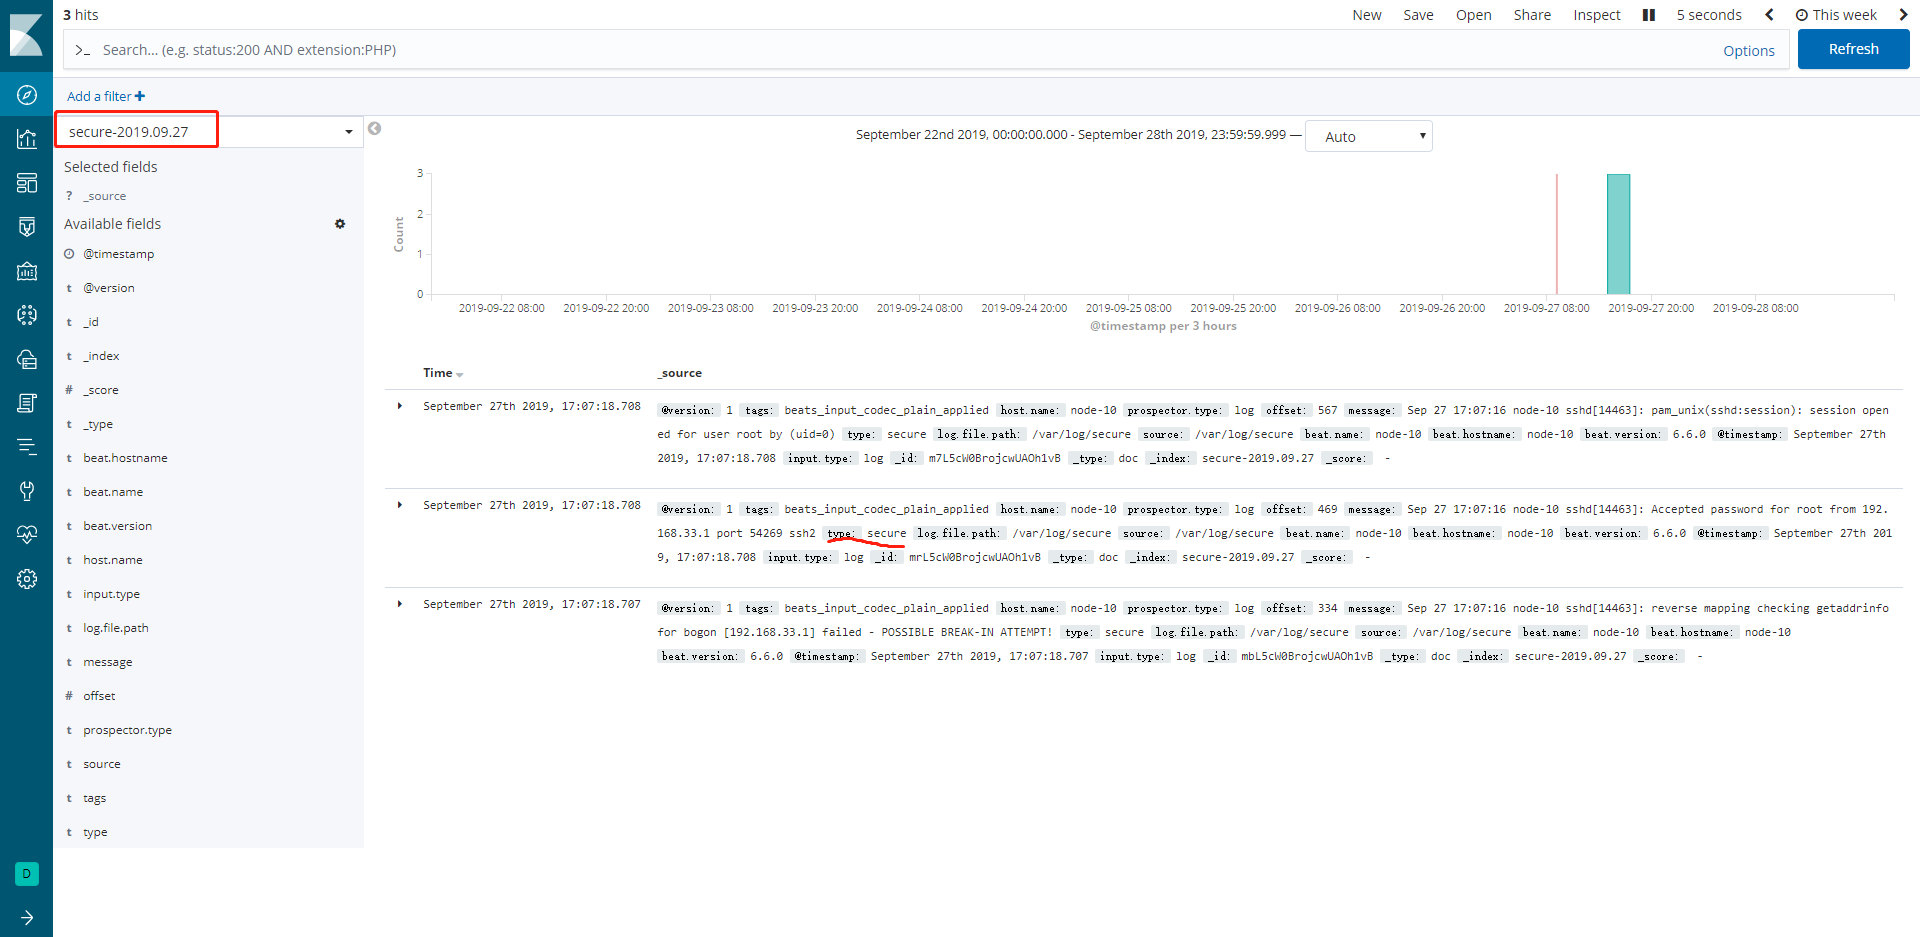 3 hits
New Save Open Share Inspect 5 seconds This week
>_ Search... (e.g. status:200 AND extension:PHP)
Options
Refresh
Add a filter +
secure-2019.09.27
Selected fields
? _source
Available fields
@timestamp
t @version
t _id
t _index
# _score
t _type
t beat.hostname
t beat.name
t beat.version
t host.name
t input.type
t log.file.path
t message
# offset
t prospector.type
t source
t tags
t type
D
September 22nd 2019, 00:00:00.000 - September 28th 2019, 23:59:59.999 —
Auto
Count
3
2
1
0
2019-09-22 08:00 2019-09-22 20:00 2019-09-23 08:00 2019-09-23 20:00 2019-09-24 08:00 2019-09-24 20:00 2019-09-25 08:00 2019-09-25 20:00 2019-09-26 08:00 2019-09-26 20:00 2019-09-27 08:00 2019-09-27 20:00 2019-09-28 08:00
@timestamp per 3 hours
Time _source
September 27th 2019, 17:07:18.708
@version: 1 tags: beats_input_codec_plain_applied host.name: node-10 prospector.type: log offset: 567 message: Sep 27 17:07:16 node-10 sshd[14463]: pam_unix(sshd:session): session open
ed for user root by (uid=0) type: secure log.file.path: /var/log/secure source: /var/log/secure beat.name: node-10 beat.hostname: node-10 beat.version: 6.6.0 @timestamp: September 27th
2019, 17:07:18.708 input.type: log _id: m7L5cW0BrojcwUAOh1vB _type: doc _index: secure-2019.09.27 _score: -
September 27th 2019, 17:07:18.708
@version: 1 tags: beats_input_codec_plain_applied host.name: node-10 prospector.type: log offset: 469 message: Sep 27 17:07:16 node-10 sshd[14463]: Accepted password for root from 192.
168.33.1 port 54269 ssh2 type: secure log.file.path: /var/log/secure source: /var/log/secure beat.name: node-10 beat.hostname: node-10 beat.version: 6.6.0 @timestamp: September 27th 201
9, 17:07:18.708 input.type: log _id: mrL5cW0BrojcwUAOh1vB _type: doc _index: secure-2019.09.27 _score: -
September 27th 2019, 17:07:18.707
@version: 1 tags: beats_input_codec_plain_applied host.name: node-10 prospector.type: log offset: 334 message: Sep 27 17:07:16 node-10 sshd[14463]: reverse mapping checking getaddrinfo
for bogon [192.168.33.1] failed - POSSIBLE BREAK-IN ATTEMPT! type: secure log.file.path: /var/log/secure source: /var/log/secure beat.name: node-10 beat.hostname: node-10
beat.version: 6.6.0 @timestamp: September 27th 2019, 17:07:18.707 input.type: log _id: mbL5cW0BrojcwUAOh1vB _type: doc _index: secure-2019.09.27 _score: -